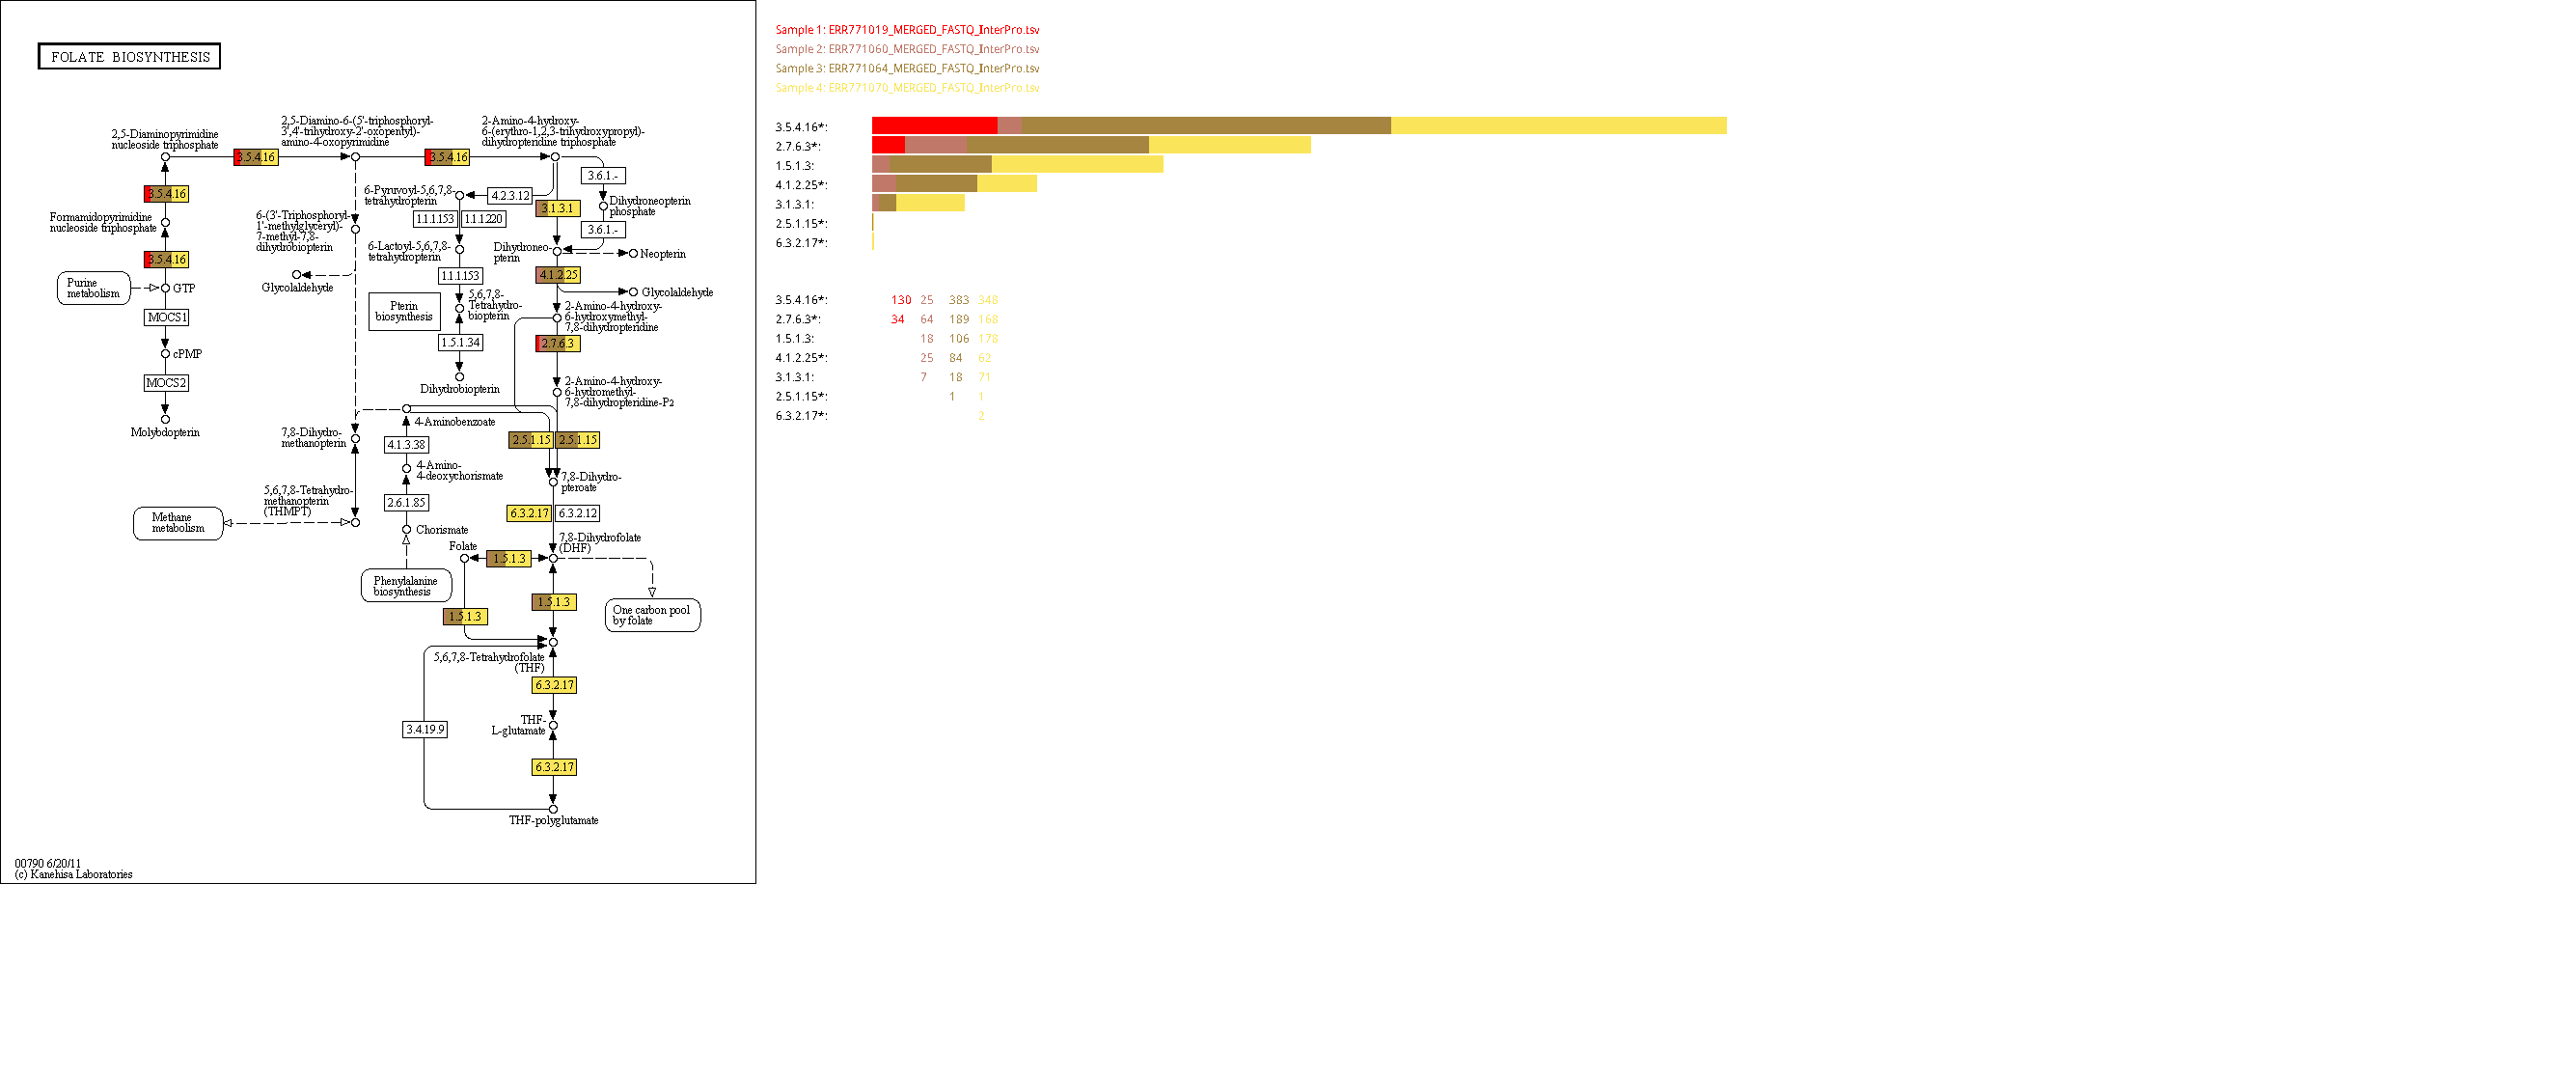 FOLATE BIOSYNTHESIS
2,5-Diaminopyrimidine
nucleoside triphosphate
2,5-Diamino-6-(5'-triphosphoryl-
3',4'-trihydroxy-2'-oxopentyl)-
amino-4-oxopyrimidine
2-Amino-4-hydroxy-
6-(erythro-1,2,3-trihydroxypropyl)-
dihydropteridine triphosphate
3.5.4.16
3.5.4.16
3.6.1.-
3.5.4.16
6-Pyruvoyl-5,6,7,8-
tetrahydropterin
4.2.3.12
3.1.3.1
Dihydroneopterin
phosphate
Formamidopyrimidine
nucleoside triphosphate
6-(3'-Triphosphoryl-
1'-methylglyceryl)-
7-methyl-7,8-
dihydrobiopterin
1.1.1.153
1.1.1.220
3.6.1.-
6-Lactoyl-5,6,7,8-
tetrahydropterin
Dihydroneo-
pterin
Neopterin
3.5.4.16
1.1.1.153
4.1.2.25
Purine
metabolism
GTP
Glycolaldehyde
Glycolaldehyde
Pterin
biosynthesis
5,6,7,8-
Tetrahydro-
biopterin
2-Amino-4-hydroxy-
6-hydroxymethyl-
7,8-dihydropteridine
MOCS1
1.5.1.34
2.7.6.3
cPMP
MOCS2
Dihydrobiopterin
2-Amino-4-hydroxy-
6-hydromethyl-
7,8-dihydropteridine-P2
Molybdopterin
4-Aminobenzoate
7,8-Dihydro-
methanopterin
4.1.3.38
2.5.1.15
2.5.1.15
4-Amino-
4-deoxychorismate
7,8-Dihydro-
pteroate
5,6,7,8-Tetrahydro-
methanopterin
(THMPT)
2.6.1.85
Methane
metabolism
6.3.2.17
6.3.2.12
Chorismate
7,8-Dihydrofolate
(DHF)
Folate
1.5.1.3
Phenylalanine
biosynthesis
1.5.1.3
1.5.1.3
One carbon pool
by folate
5,6,7,8-Tetrahydrofolate
(THF)
6.3.2.17
THF-
L-glutamate
3.4.19.9
6.3.2.17
THF-polyglutamate
00790 6/20/11
(c) Kanehisa Laboratories
Sample 1: ERR771019_MERGED_FASTQ_InterPro.tsv
Sample 2: ERR771060_MERGED_FASTQ_InterPro.tsv
Sample 3: ERR771064_MERGED_FASTQ_InterPro.tsv
Sample 4: ERR771070_MERGED_FASTQ_InterPro.tsv
3.5.4.16*:
2.7.6.3*:
1.5.1.3:
4.1.2.25*:
3.1.3.1:
2.5.1.15*:
6.3.2.17*:
3.5.4.16*: 130 25 383 348
2.7.6.3*: 34 64 189 168
1.5.1.3: 18 106 178
4.1.2.25*: 25 84 62
3.1.3.1: 7 18 71
2.5.1.15*: 1 1
6.3.2.17*: 2